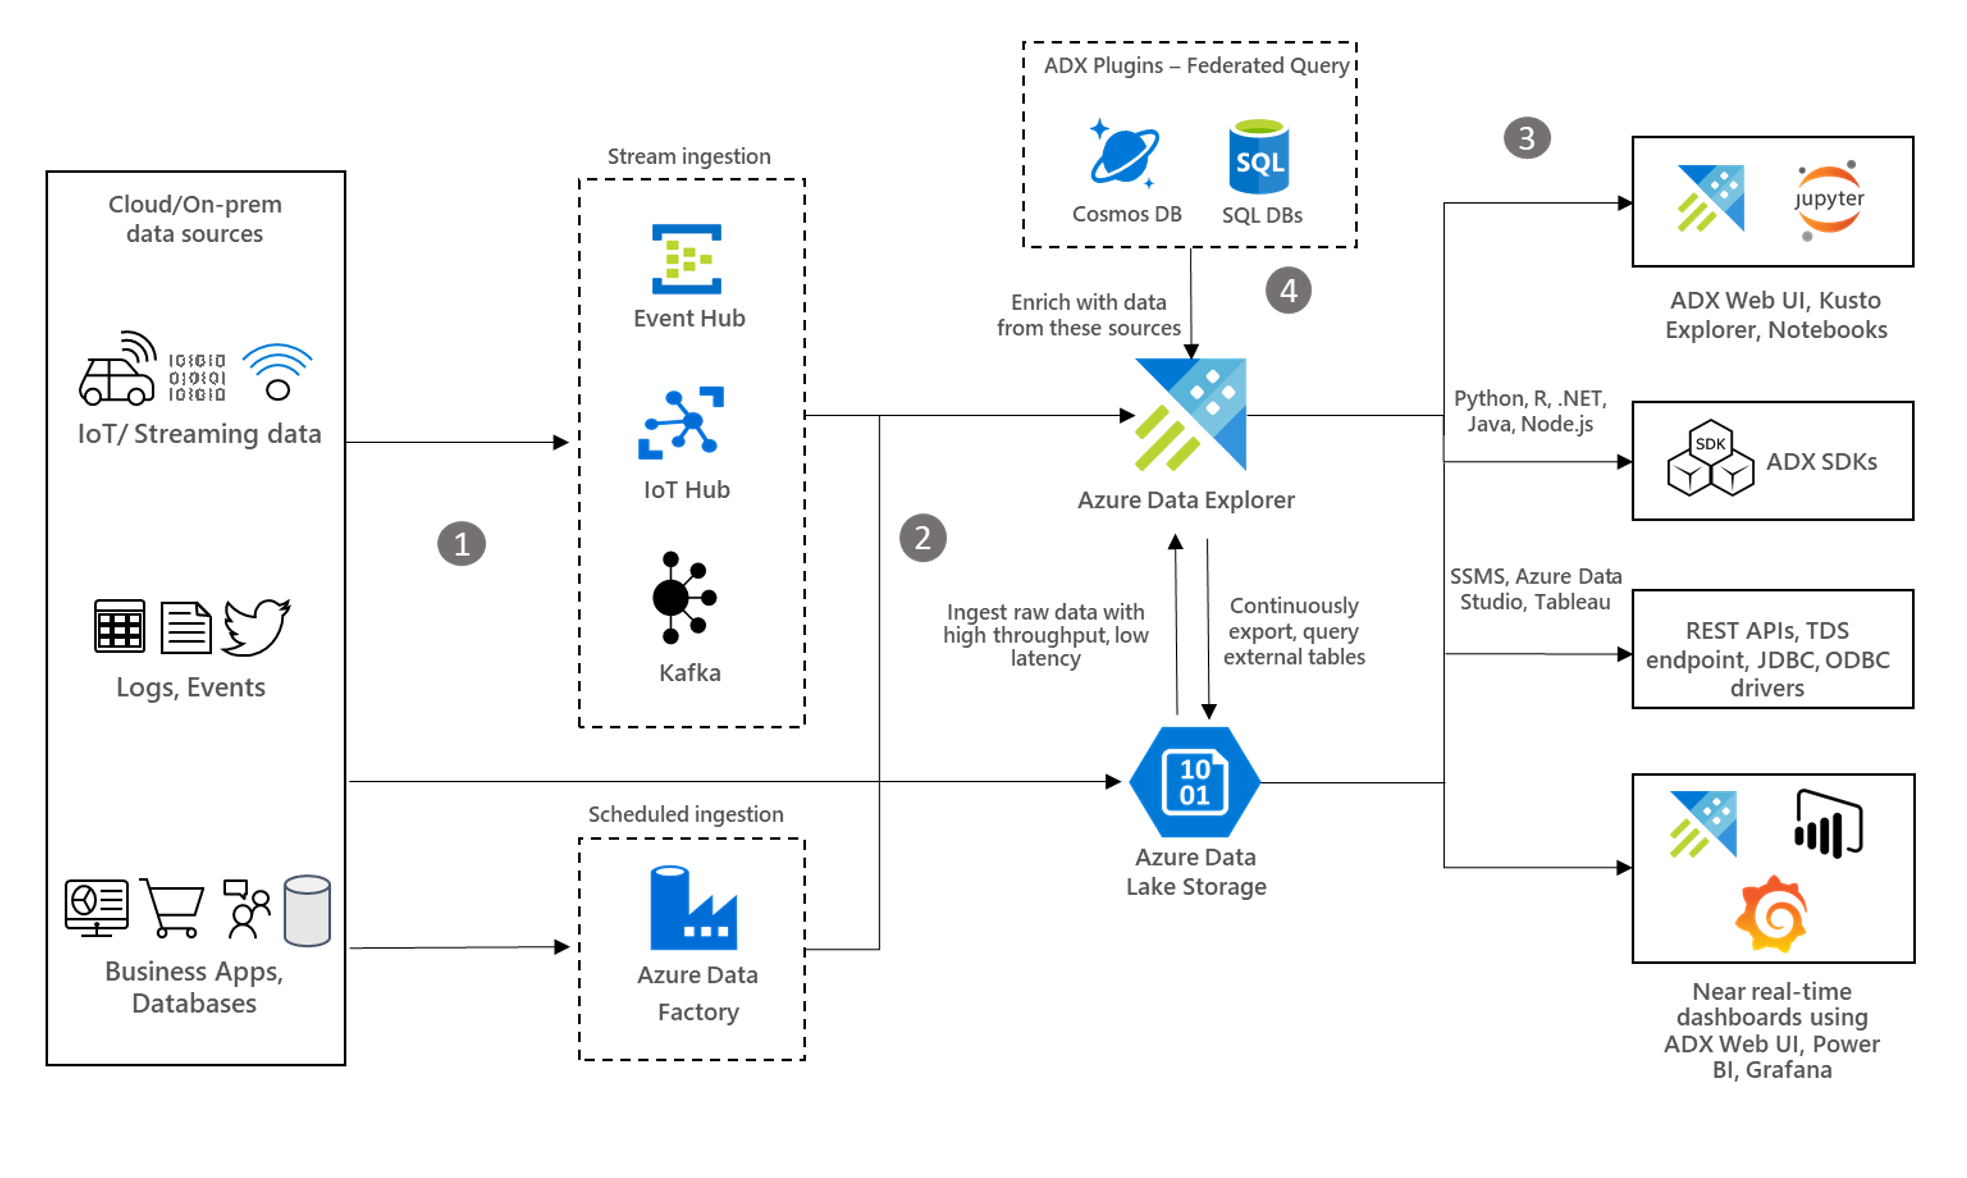 ADX Plugins – Federated Query
Cosmos DB
SQL
SQL DBs
3
Stream ingestion
Cloud/On-prem
data sources
jupyter
Event Hub
4
Enrich with data
from these sources
ADX Web UI, Kusto
Explorer, Notebooks
IoT/ Streaming data
IoT Hub
Azure Data Explorer
Python, R, .NET,
Java, Node.js
SDK
ADX SDKs
1
2
Kafka
Logs, Events
Ingest raw data with
high throughput, low
latency
Continuously
export, query
external tables
SSMS, Azure Data
Studio, Tableau
REST APIs, TDS
endpoint, JDBC, ODBC
drivers
10
01
Scheduled ingestion
Azure Data
Lake Storage
Azure Data
Factory
Business Apps,
Databases
Near real-time
dashboards using
ADX Web UI, Power
BI, Grafana